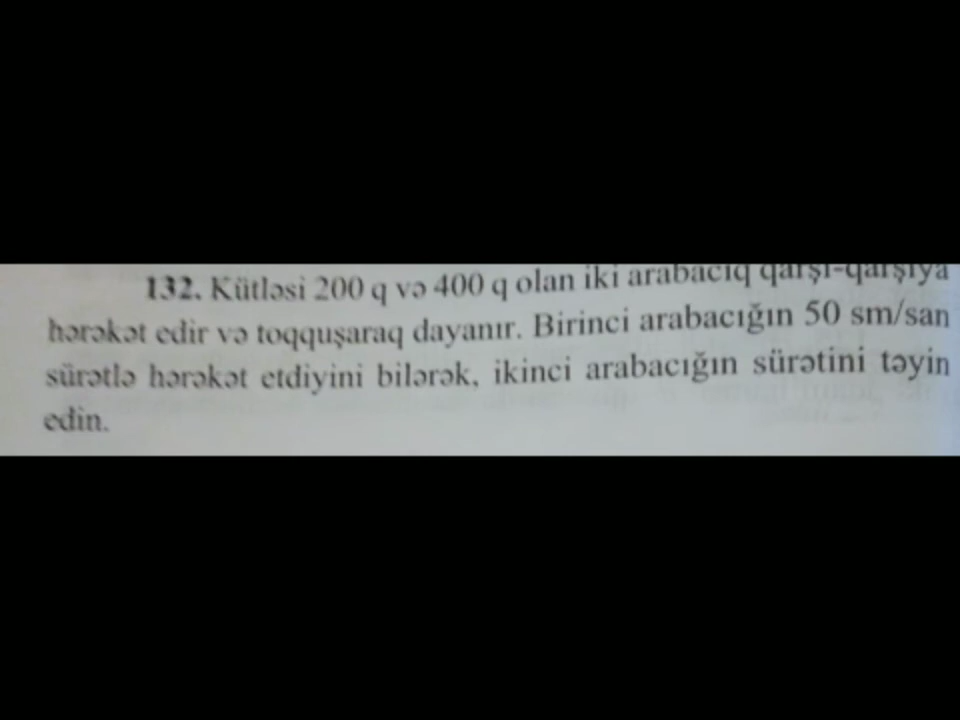 132. Kütləsi 200 q və 400 q olan iki arabacıq qarşı-qarşıya
hərəkət edir və toqquşaraq dayanır. Birinci arabacığın 50 sm/san
sürətlə hərəkət etdiyini bilərək, ikinci arabacığın sürətini təyin
edin.